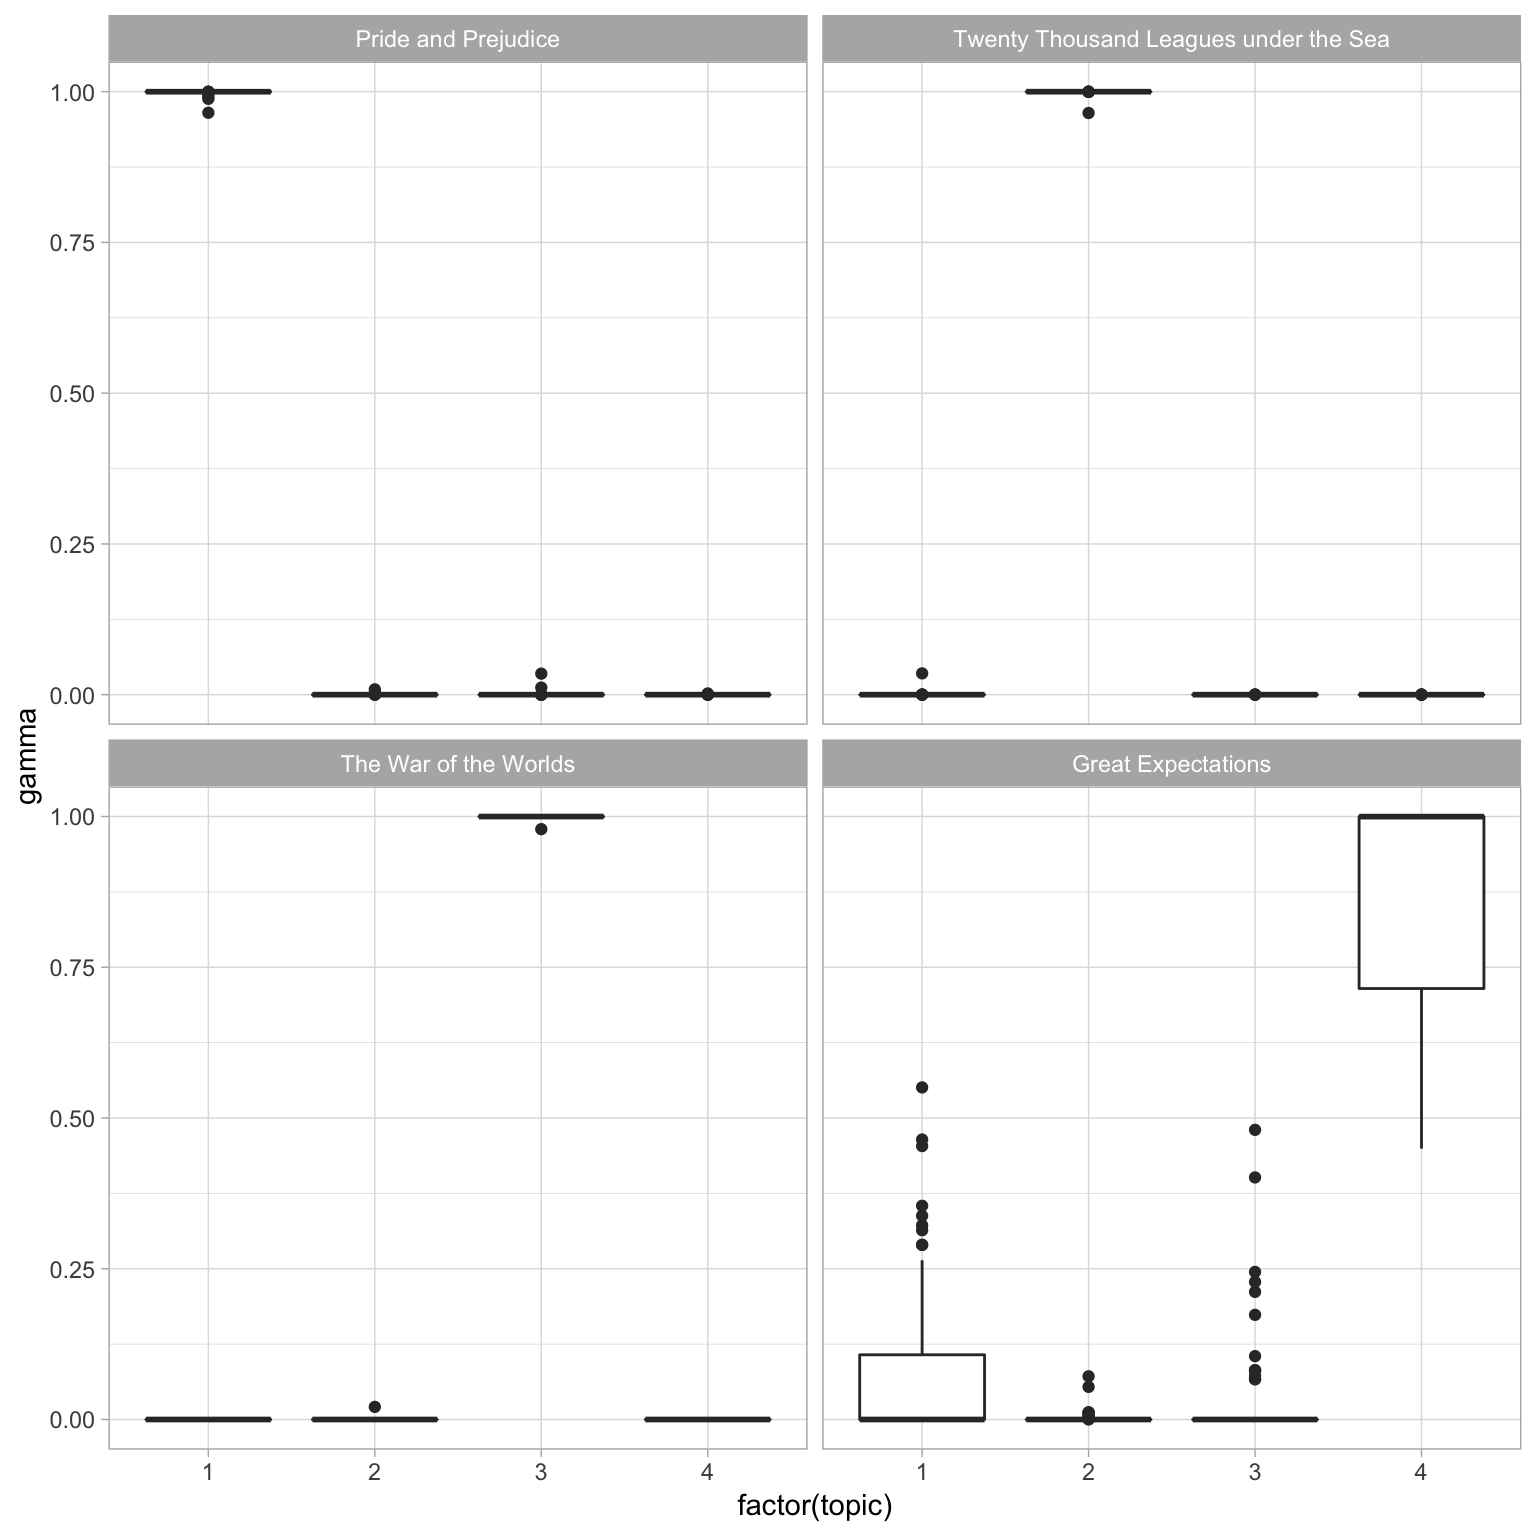 Pride and Prejudice
Twenty Thousand Leagues under the Sea
1.00
0.75
0.50
0.25
0.00
gamma
The War of the Worlds
Great Expectations
1.00
0.75
0.50
0.25
0.00
1 2 3 4
1 2 3 4
factor(topic)